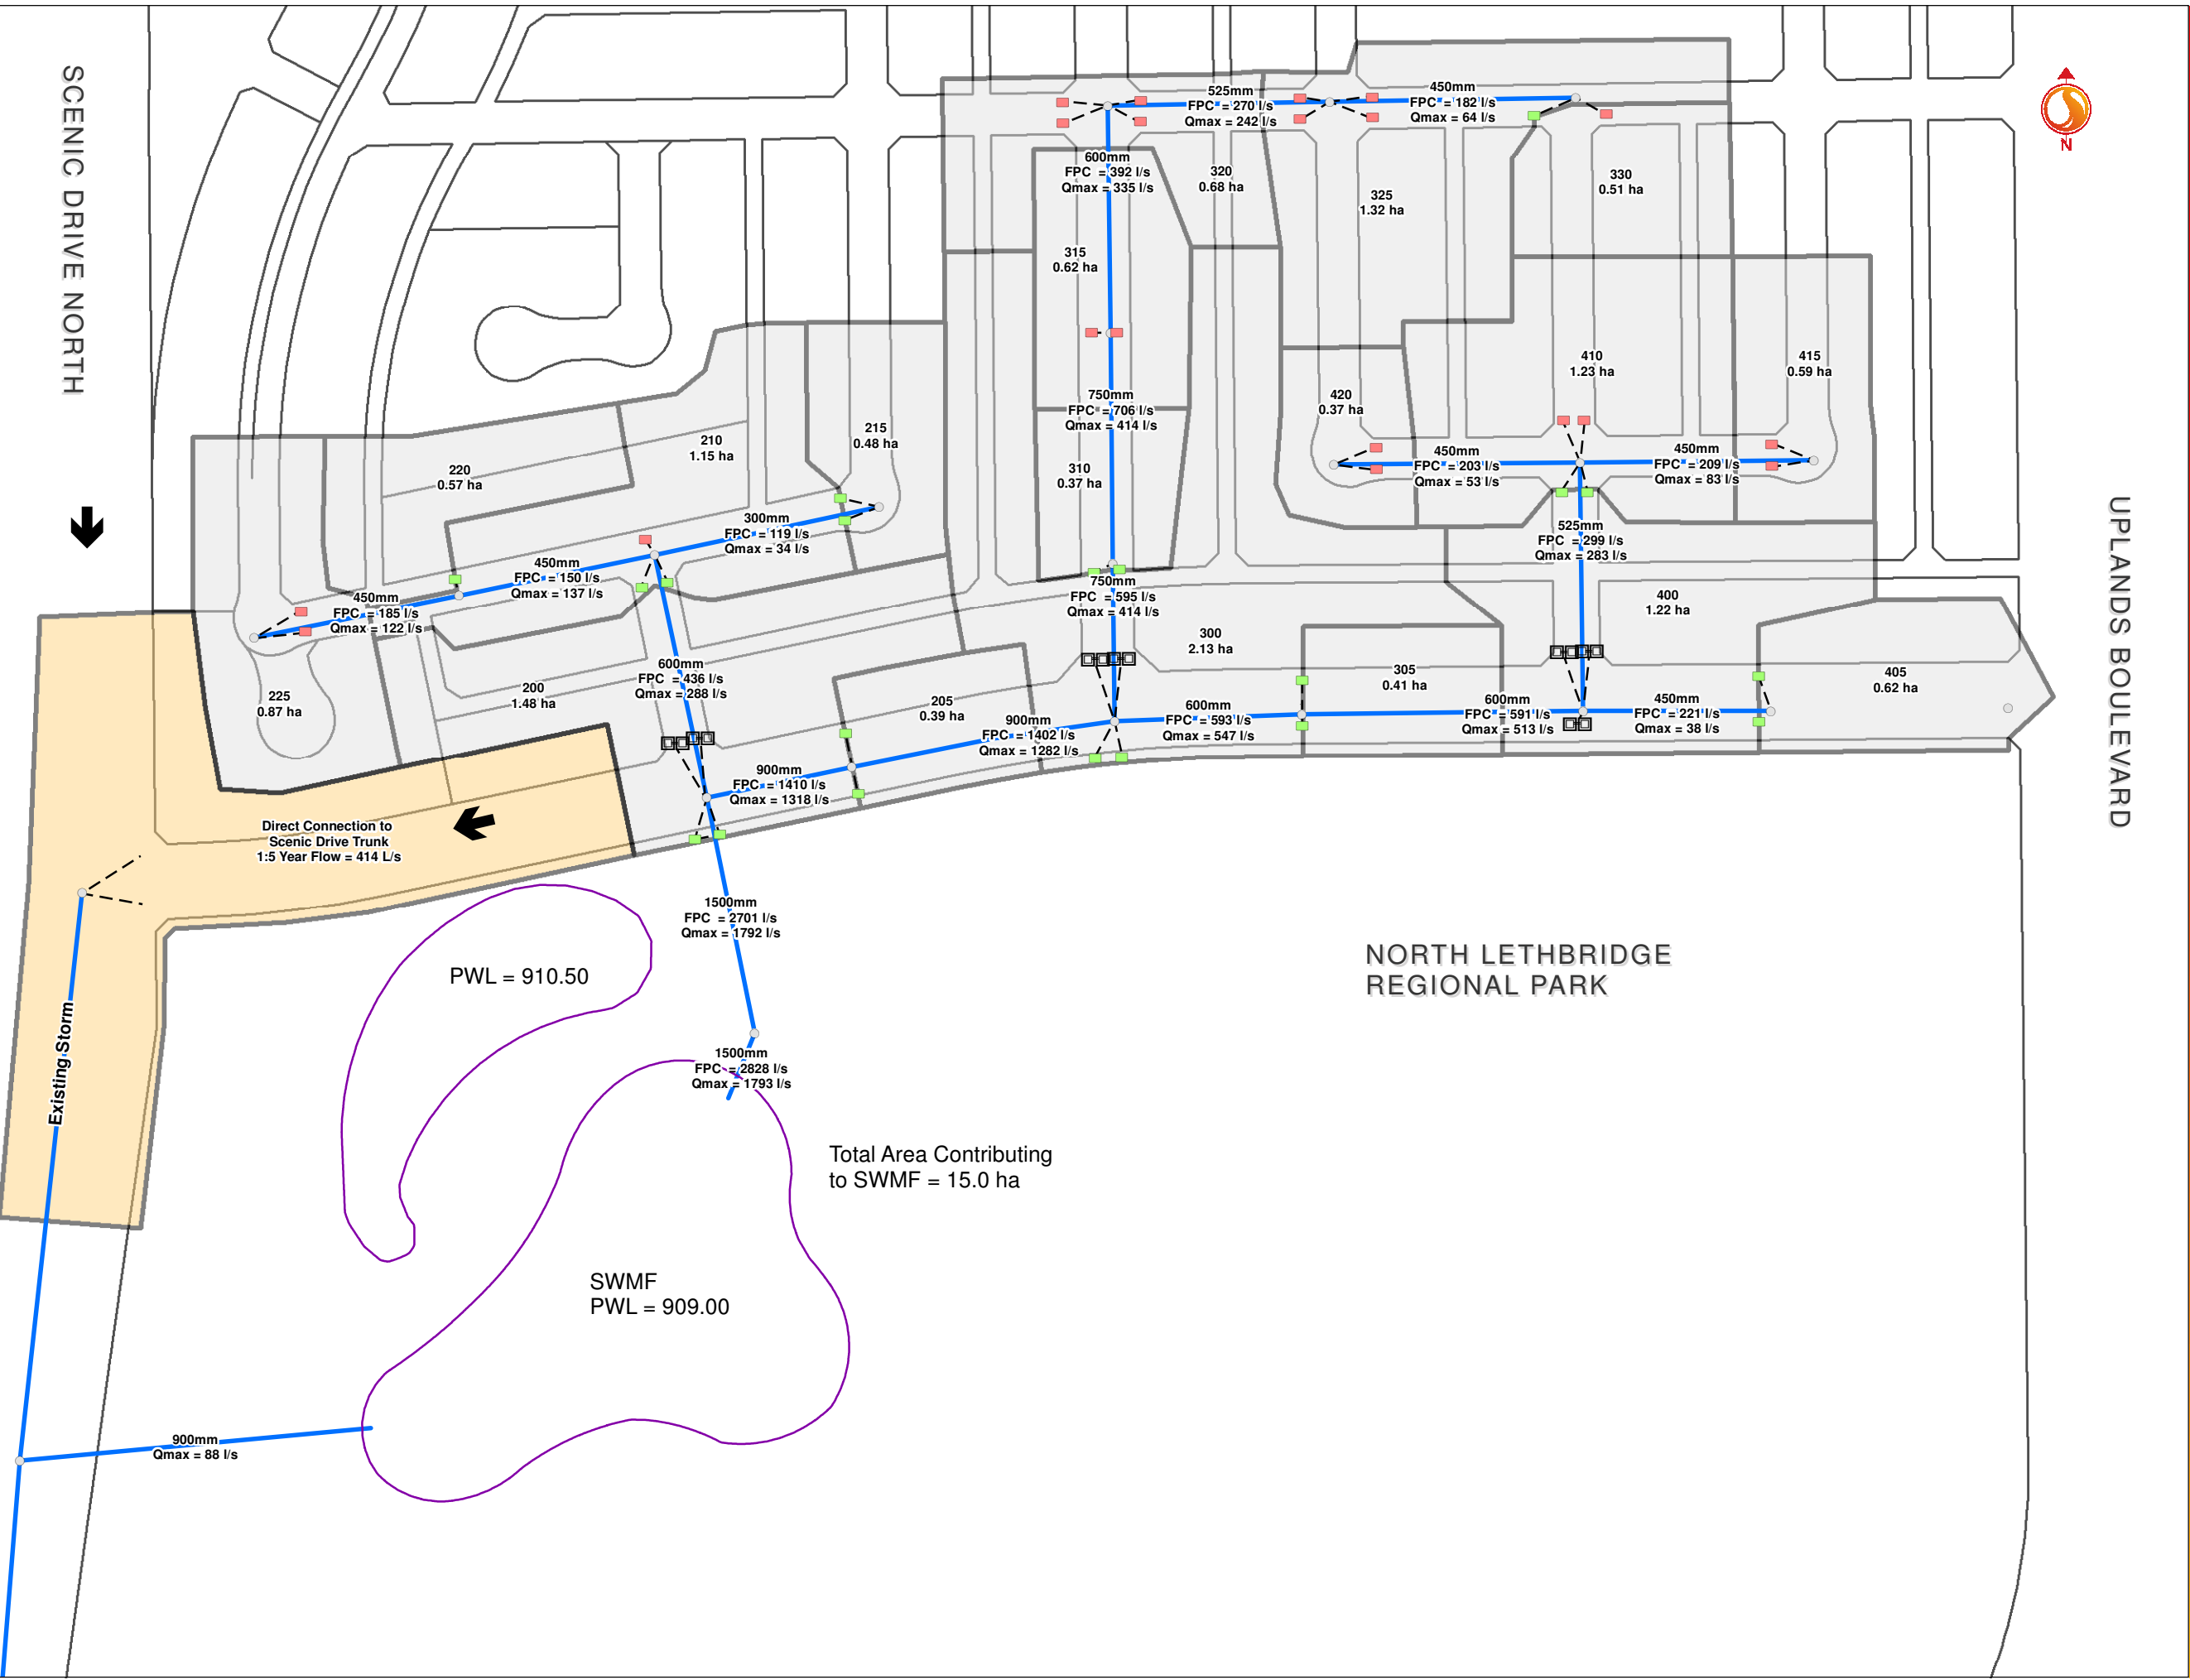 SCENIC DRIVE NORTH
N
525mm
FPC = 270 l/s
Qmax = 242 l/s
450mm
FPC = 182 l/s
Qmax = 64 l/s
600mm
FPC = 392 l/s
Qmax = 335 l/s
320
0.68 ha
325
1.32 ha
330
0.51 ha
315
0.62 ha
750mm
FPC = 706 l/s
Qmax = 414 l/s
410
1.23 ha
415
0.59 ha
420
0.37 ha
210
1.15 ha
215
0.48 ha
220
0.57 ha
310
0.37 ha
450mm
FPC = 203 l/s
Qmax = 53 l/s
450mm
FPC = 209 l/s
Qmax = 83 l/s
300mm
FPC = 119 l/s
Qmax = 34 l/s
525mm
FPC = 299 l/s
Qmax = 283 l/s
450mm
FPC = 150 l/s
Qmax = 137 l/s
450mm
FPC = 185 l/s
Qmax = 122 l/s
750mm
FPC = 595 l/s
Qmax = 414 l/s
400
1.22 ha
UPLANDS BOULEVARD
300
2.13 ha
305
0.41 ha
405
0.62 ha
600mm
FPC = 436 l/s
Qmax = 288 l/s
225
0.87 ha
200
1.48 ha
205
0.39 ha
900mm
FPC = 1402 l/s
Qmax = 1282 l/s
600mm
FPC = 593 l/s
Qmax = 547 l/s
600mm
FPC = 591 l/s
Qmax = 513 l/s
450mm
FPC = 221 l/s
Qmax = 38 l/s
900mm
FPC = 1410 l/s
Qmax = 1318 l/s
Direct Connection to
Scenic Drive Trunk
1:5 Year Flow = 414 L/s
1500mm
FPC = 2701 l/s
Qmax = 1792 l/s
NORTH LETHBRIDGE
REGIONAL PARK
PWL = 910.50
Existing Storm
1500mm
FPC = 2828 l/s
Qmax = 1793 l/s
Total Area Contributing
to SWMF = 15.0 ha
SWMF
PWL = 909.00
900mm
Qmax = 88 l/s